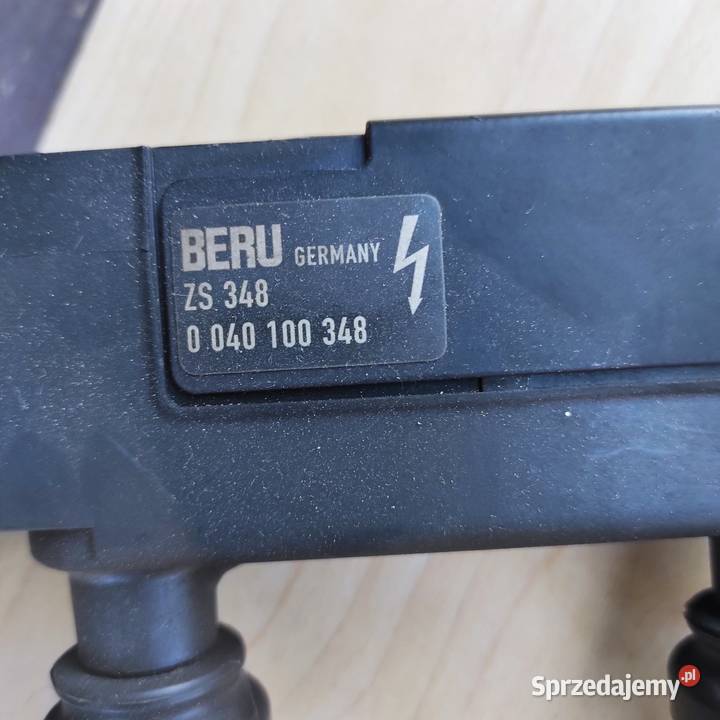 BERU GERMANY
ZS 348
0 040 100 348
Sprzedajemy.pl